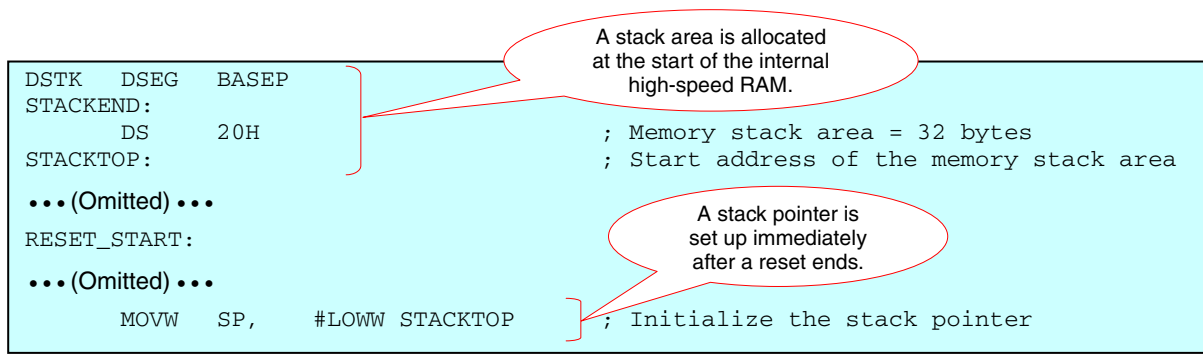 A stack area is allocated
at the start of the internal
high-speed RAM.
DSTK DSEG BASEP
STACKEND:
DS 20H ; Memory stack area = 32 bytes
STACKTOP: ; Start address of the memory stack area
•••(Omitted)•••
A stack pointer is
set up immediately
after a reset ends.
RESET_START:
•••(Omitted)•••
MOVW SP, #LOWW STACKTOP ; Initialize the stack pointer